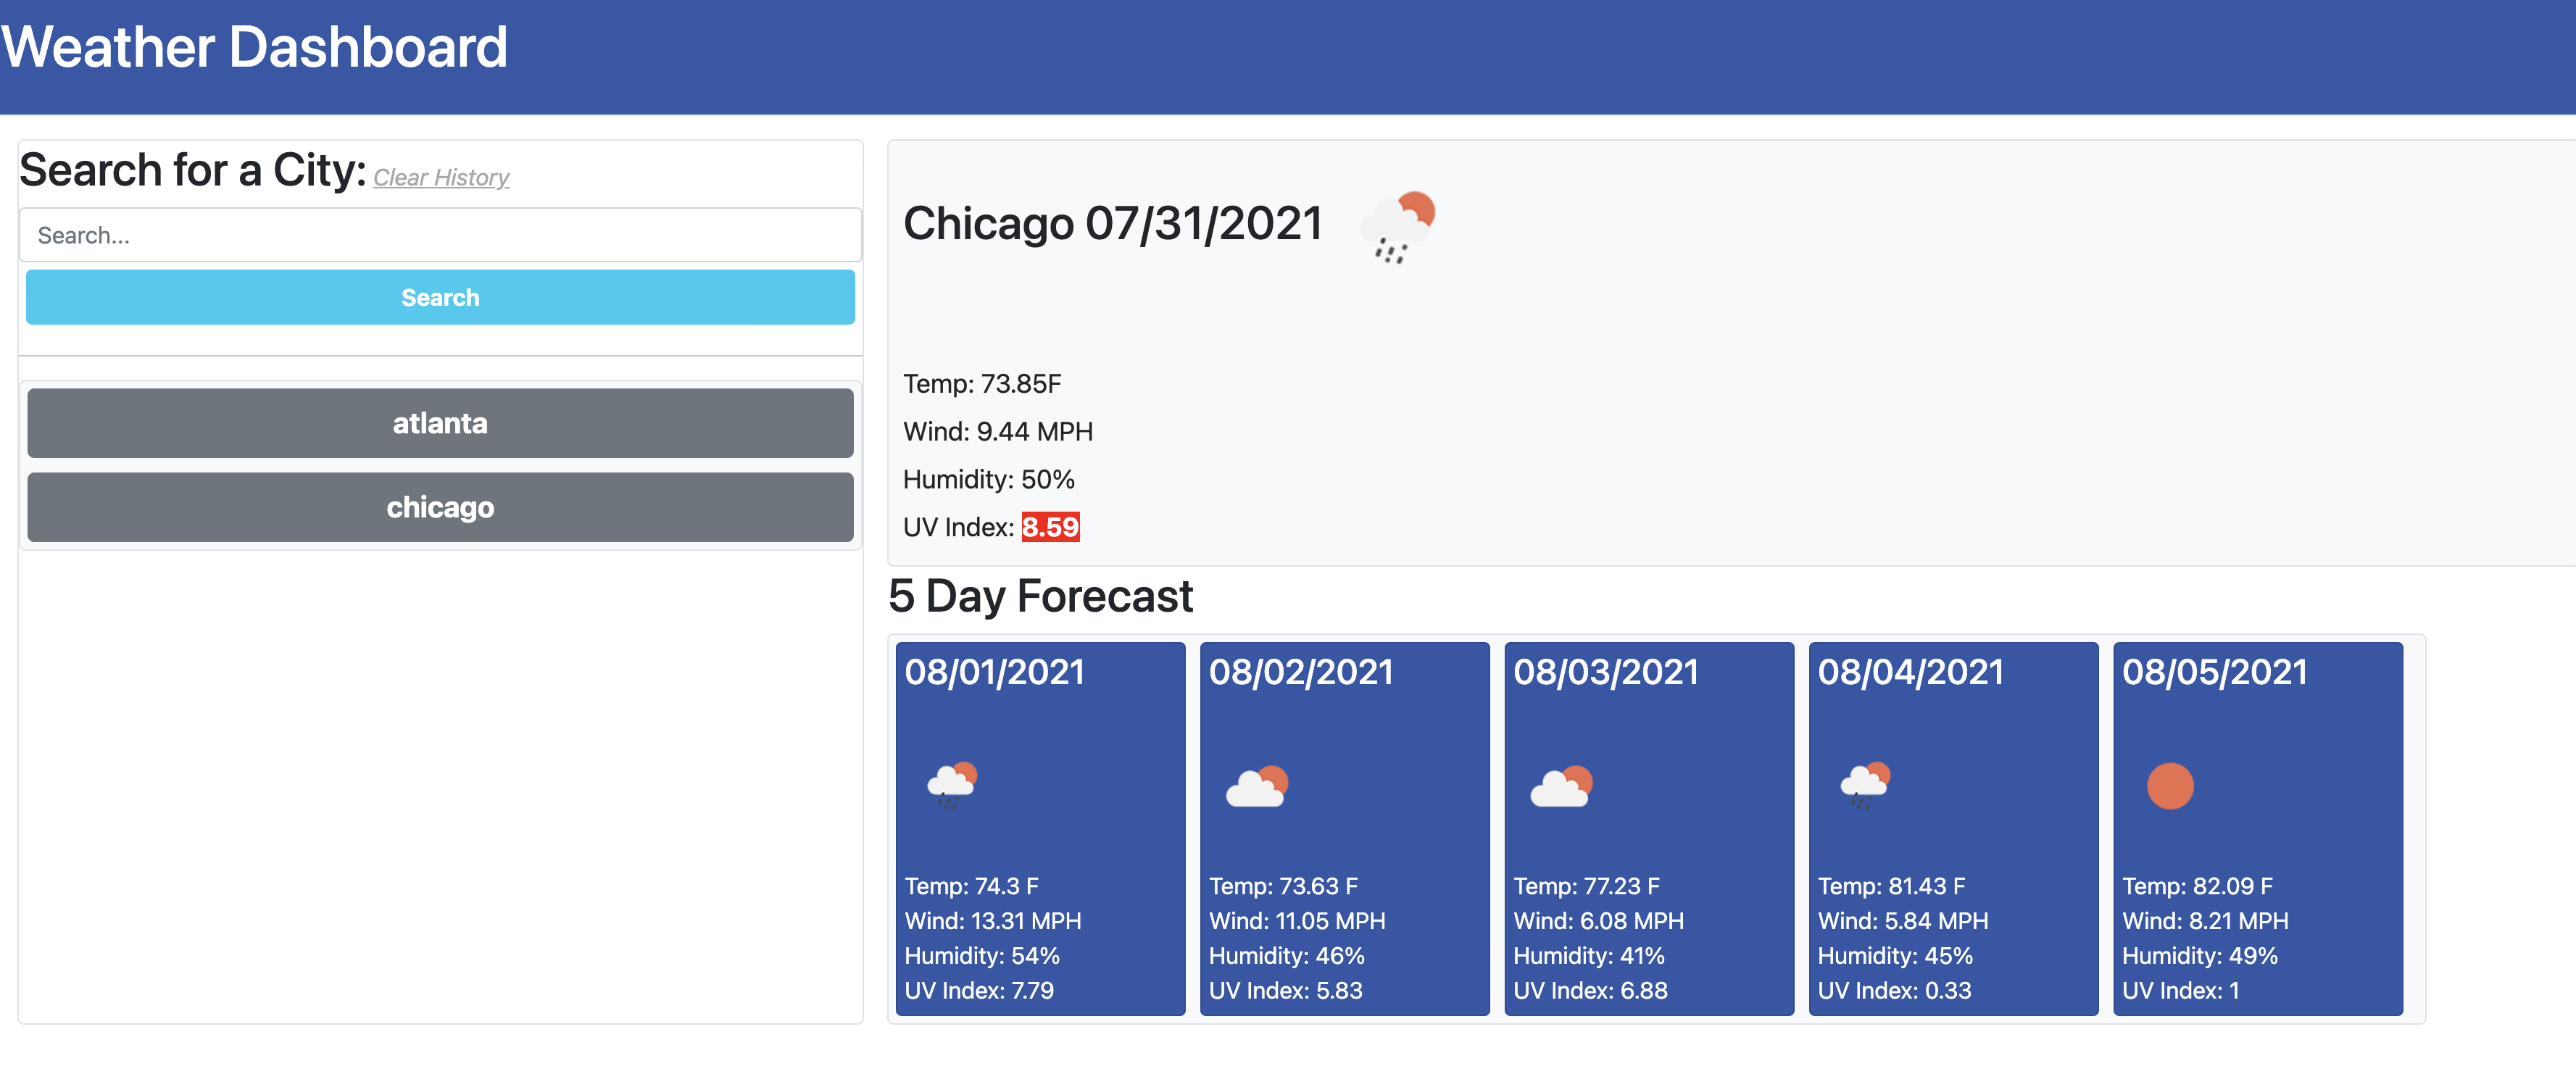 Weather Dashboard
Search for a City: Clear History
Search...
Search
atlanta
chicago
Chicago 07/31/2021
Temp: 73.85F
Wind: 9.44 MPH
Humidity: 50%
UV Index: 8.59
5 Day Forecast
08/01/2021
Temp: 74.3 F
Wind: 13.31 MPH
Humidity: 54%
UV Index: 7.79
08/02/2021
Temp: 73.63 F
Wind: 11.05 MPH
Humidity: 46%
UV Index: 5.83
08/03/2021
Temp: 77.23 F
Wind: 6.08 MPH
Humidity: 41%
UV Index: 6.88
08/04/2021
Temp: 81.43 F
Wind: 5.84 MPH
Humidity: 45%
UV Index: 0.33
08/05/2021
Temp: 82.09 F
Wind: 8.21 MPH
Humidity: 49%
UV Index: 1